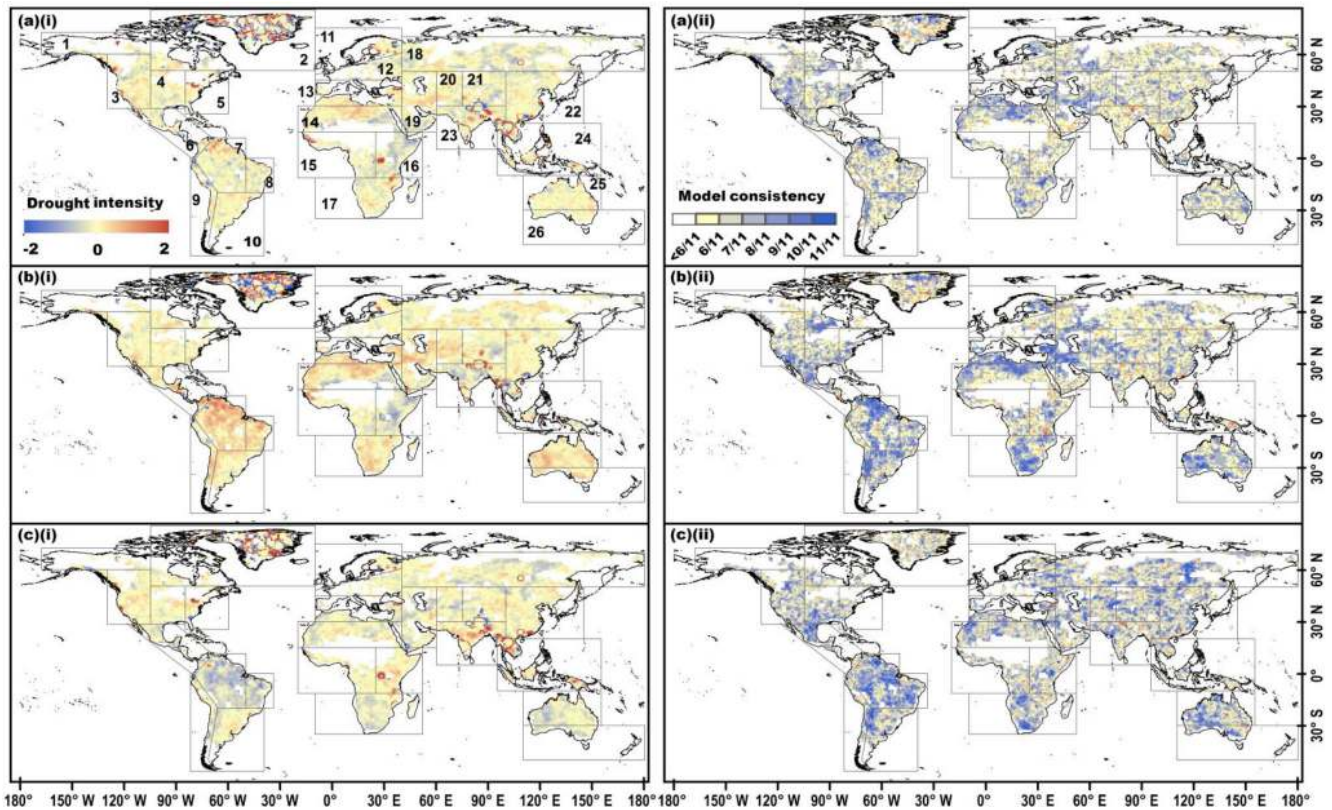 (a)(i)
(a)(ii)
1
2
3
4
5
6
7
8
9
10
11
12
13
14
15
16
17
18
19
20
21
22
23
24
25
26
Drought intensity
-2 0 2
Model consistency
<6/11 6/11 7/11 8/11 9/11 10/11 11/11
60°N
30°N
0°
30°S
(b)(i)
(b)(ii)
60°N
30°N
0°
30°S
(c)(i)
(c)(ii)
60°N
30°N
0°
30°S
150°W 120°W 90°W 60°W 30°W 0° 30°E 60°E 90°E 120°E 150°E 180°
180° 150°W 120°W 90°W 60°W 30°W 0° 30°E 60°E 90°E 120°E 150°E 180°